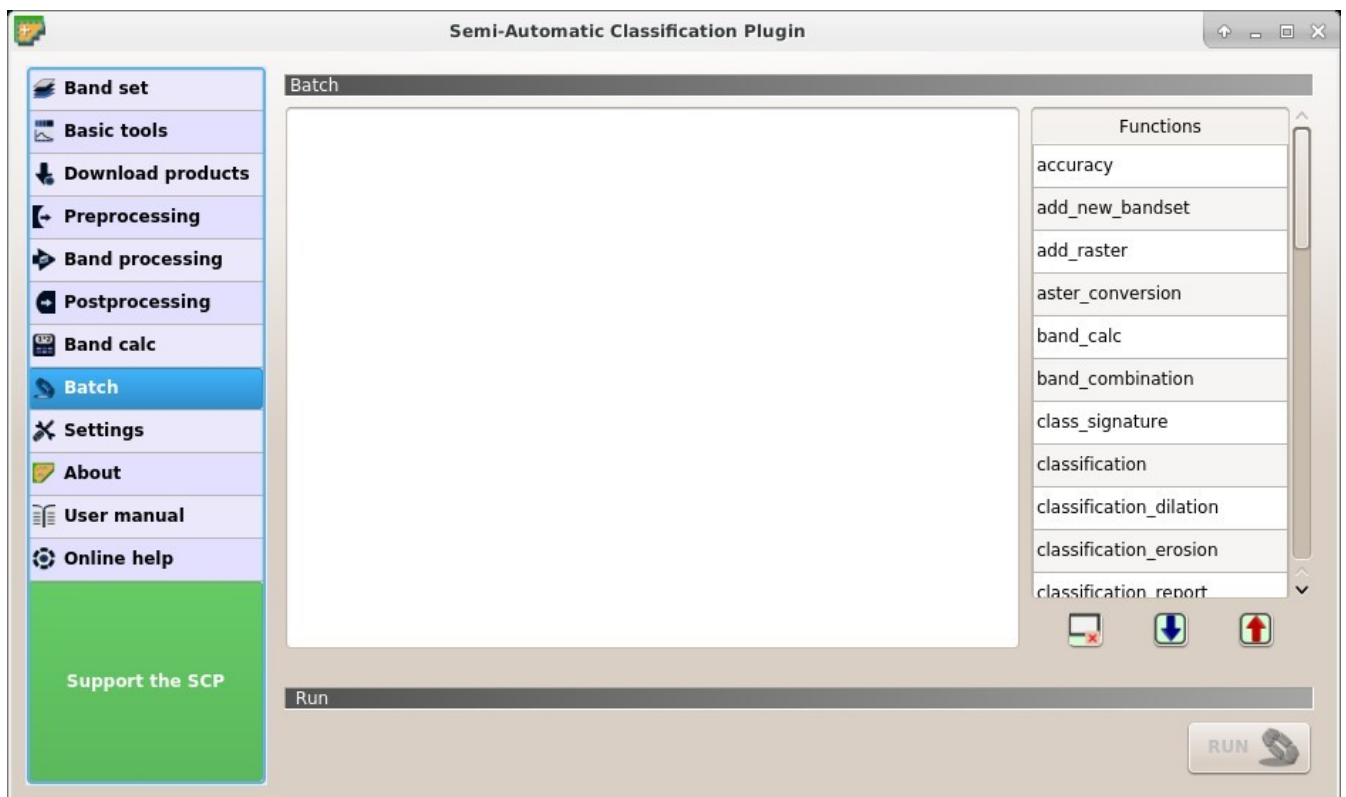 Semi-Automatic Classification Plugin
Band set
Basic tools
Download products
Preprocessing
Band processing
Postprocessing
Band calc
Batch
Settings
About
User manual
Online help
Support the SCP
Batch
Functions
accuracy
add_new_bandset
add_raster
aster_conversion
band_calc
band_combination
class_signature
classification
classification_dilation
classification_erosion
classification_report
Run
RUN